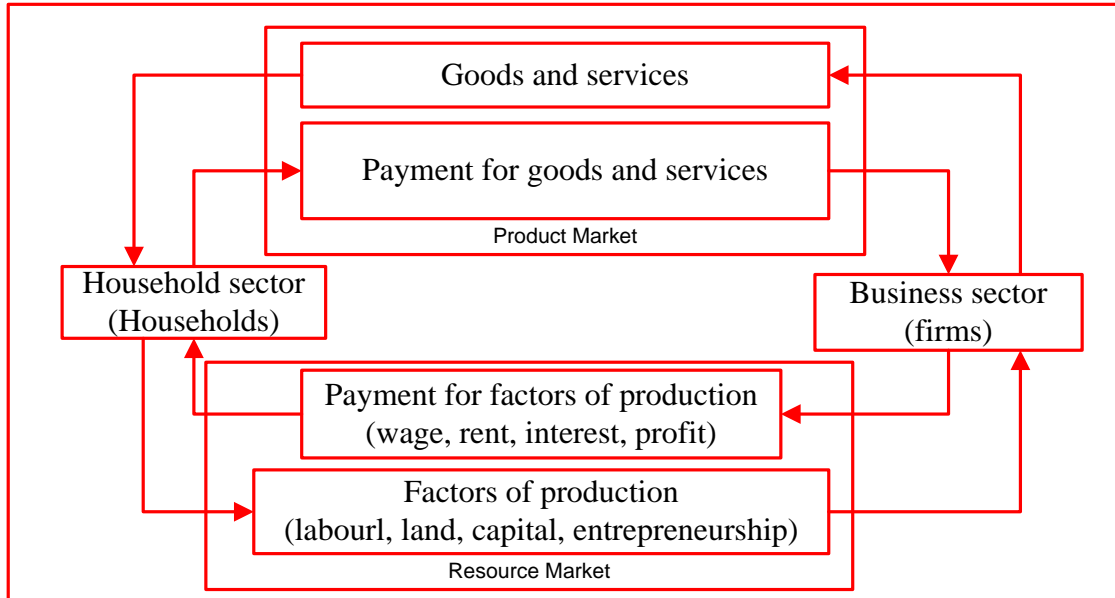 Goods and services
Payment for goods and services
Product Market
Household sector
(Households)
Business sector
(firms)
Payment for factors of production
(wage, rent, interest, profit)
Factors of production
(labourl, land, capital, entrepreneurship)
Resource Market